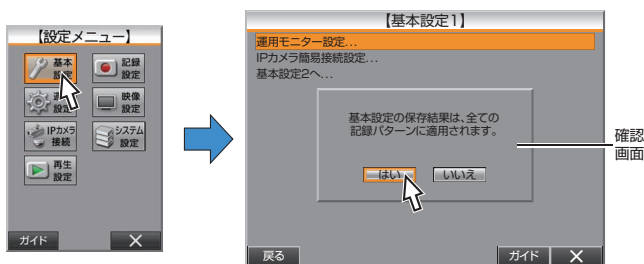 【設定メニュー】
基本
設定
記録
設定
設定
映像
設定
IPカメラ
接続
システム
設定
再生
設定
ガイド
【基本設定1】
運用モニター設定...
IPカメラ簡易接続設定...
基本設定2へ...
基本設定の保存結果は、全ての
記録パターンに適用されます。
はい
いいえ
戻る
ガイド
確認
画面